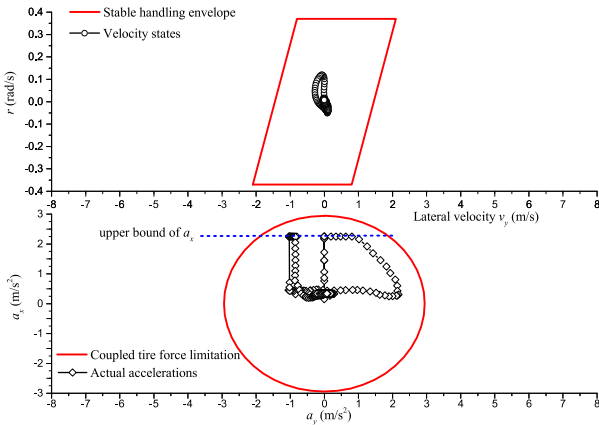 Stable handling envelope
Velocity states
r (rad/s)
0.4
0.3
0.2
0.1
0.0
-0.1
-0.2
-0.3
-0.4
-8 -7 -6 -5 -4 -3 -2 -1 0 1 2 3 4 5 6 7 8
Lateral velocity v_y (m/s)
upper bound of a_x
a_x (m/s²)
3
2
1
0
-1
-2
-3
Coupled tire force limitation
Actual accelerations
-8 -7 -6 -5 -4 -3 -2 -1 0 1 2 3 4 5 6 7 8
a_y (m/s²)